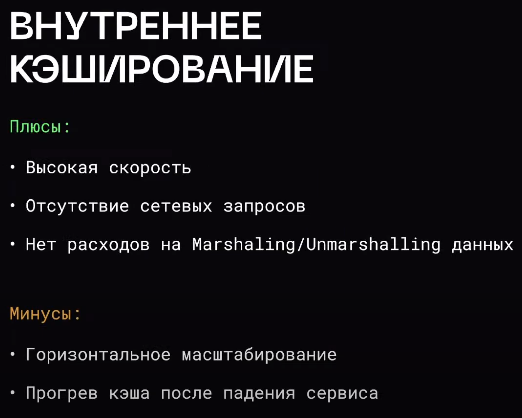 ВНУТРЕННЕЕ
КЭШИРОВАНИЕ
Плюсы:
• Высокая скорость
• Отсутствие сетевых запросов
• Нет расходов на Marshaling/Unmarshalling данных
Минусы:
• Горизонтальное масштабирование
• Прогрев кэша после падения сервиса